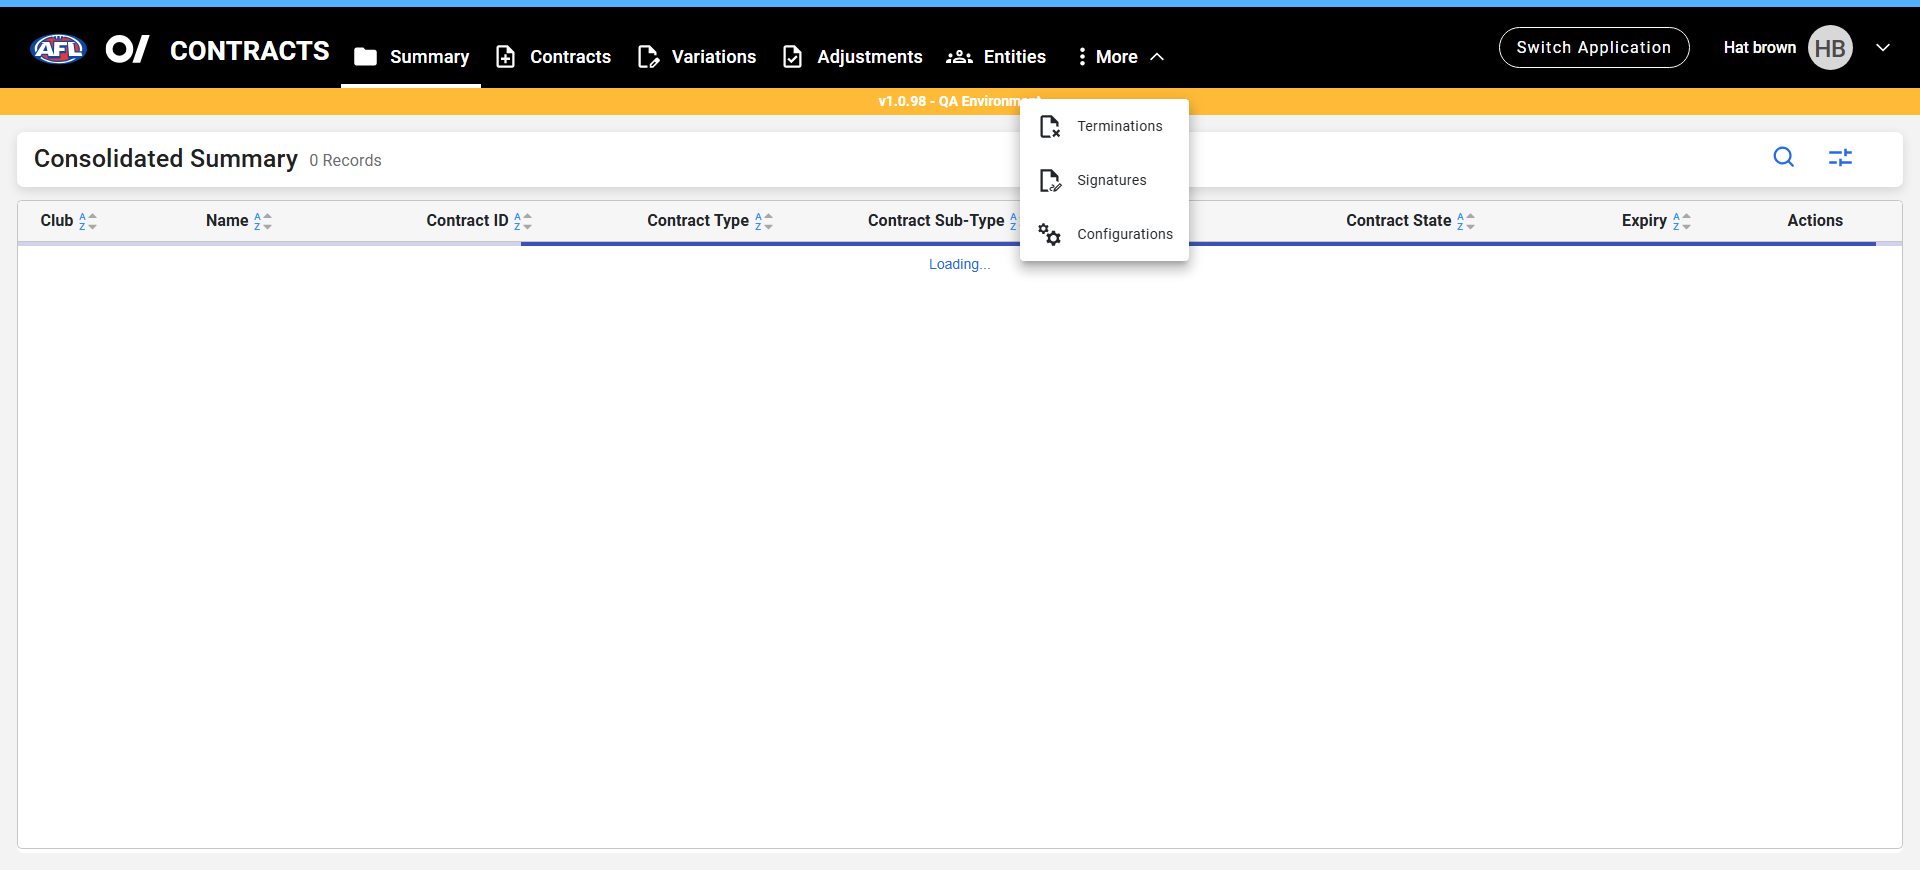 AFL O/ CONTRACTS Summary Contracts Variations Adjustments Entities More Switch Application Hat brown HB
v1.0.98 - QA Environment
Terminations
Signatures
Configurations
Consolidated Summary 0 Records
Club Name Contract ID Contract Type Contract Sub-Type Contract State Expiry Actions
Loading...